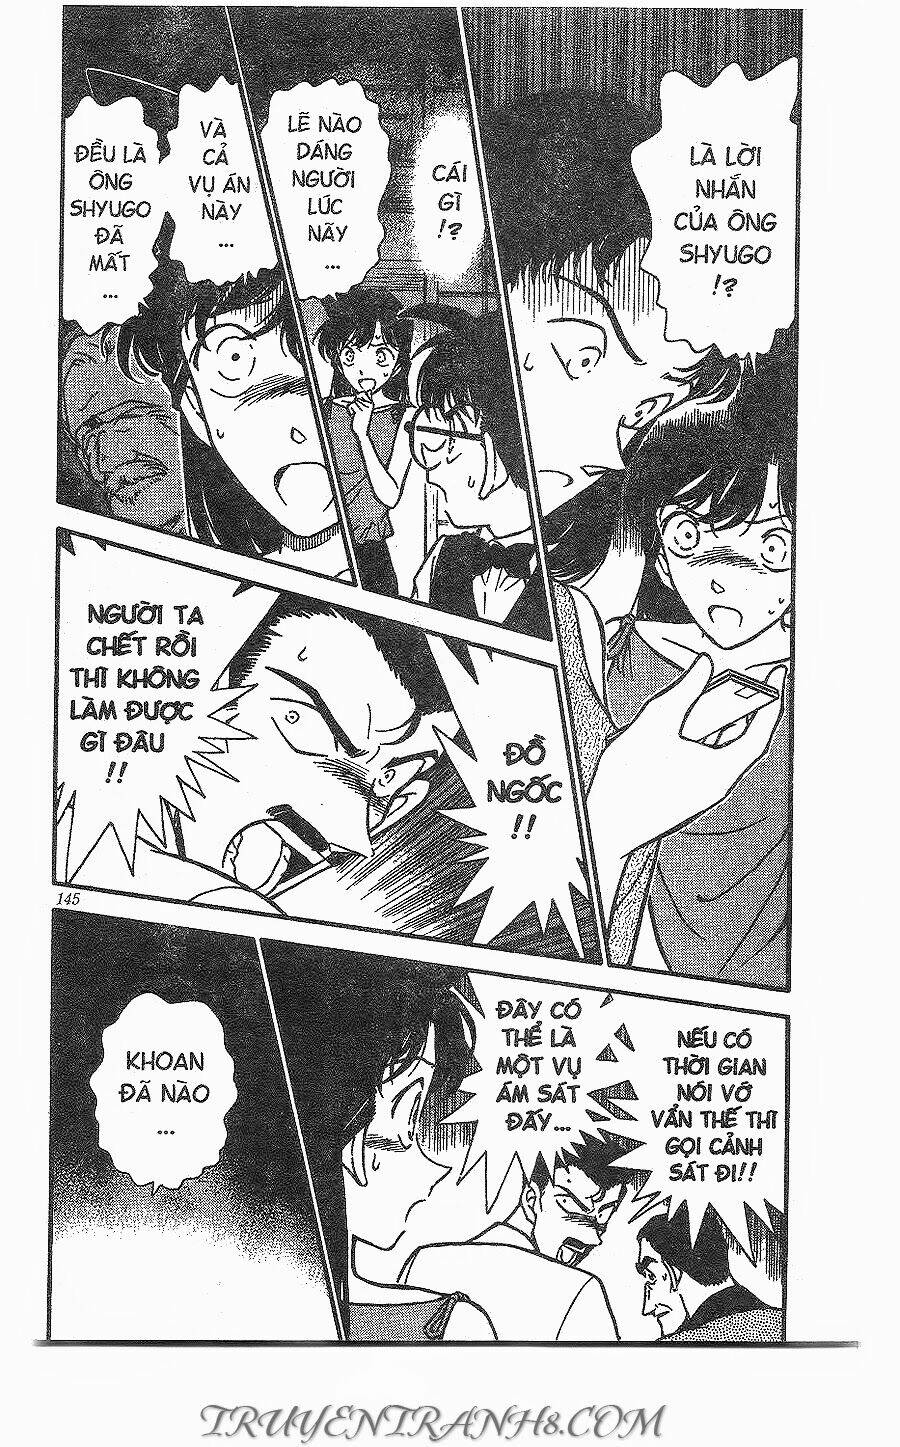 LÀ LỜI
NHẮN
CỦA ÔNG
SHYUGO
!?
CÁI
GÌ
!?
LẼ NÀO
DÁNG
NGƯỜI
LÚC
NÃY
...
VÀ
CẢ
VỤ ÁN
NÀY
...
ĐỀU LÀ
ÔNG
SHYUGO
ĐÃ
MẤT
...
ĐỒ
NGỐC
!!
NGƯỜI TA
CHẾT RỒI
THÌ KHÔNG
LÀM ĐƯỢC
GÌ ĐÂU
!!
145
NẾU CÓ
THỜI GIAN
NÓI VỚ
VẨN THẾ THÌ
GỌI CẢNH
SÁT ĐI!!
ĐÂY CÓ
THỂ LÀ
MỘT VỤ
ÁM SÁT
ĐẤY...
KHOAN
ĐÃ NÀO
...
TRUYENTRANH8.COM